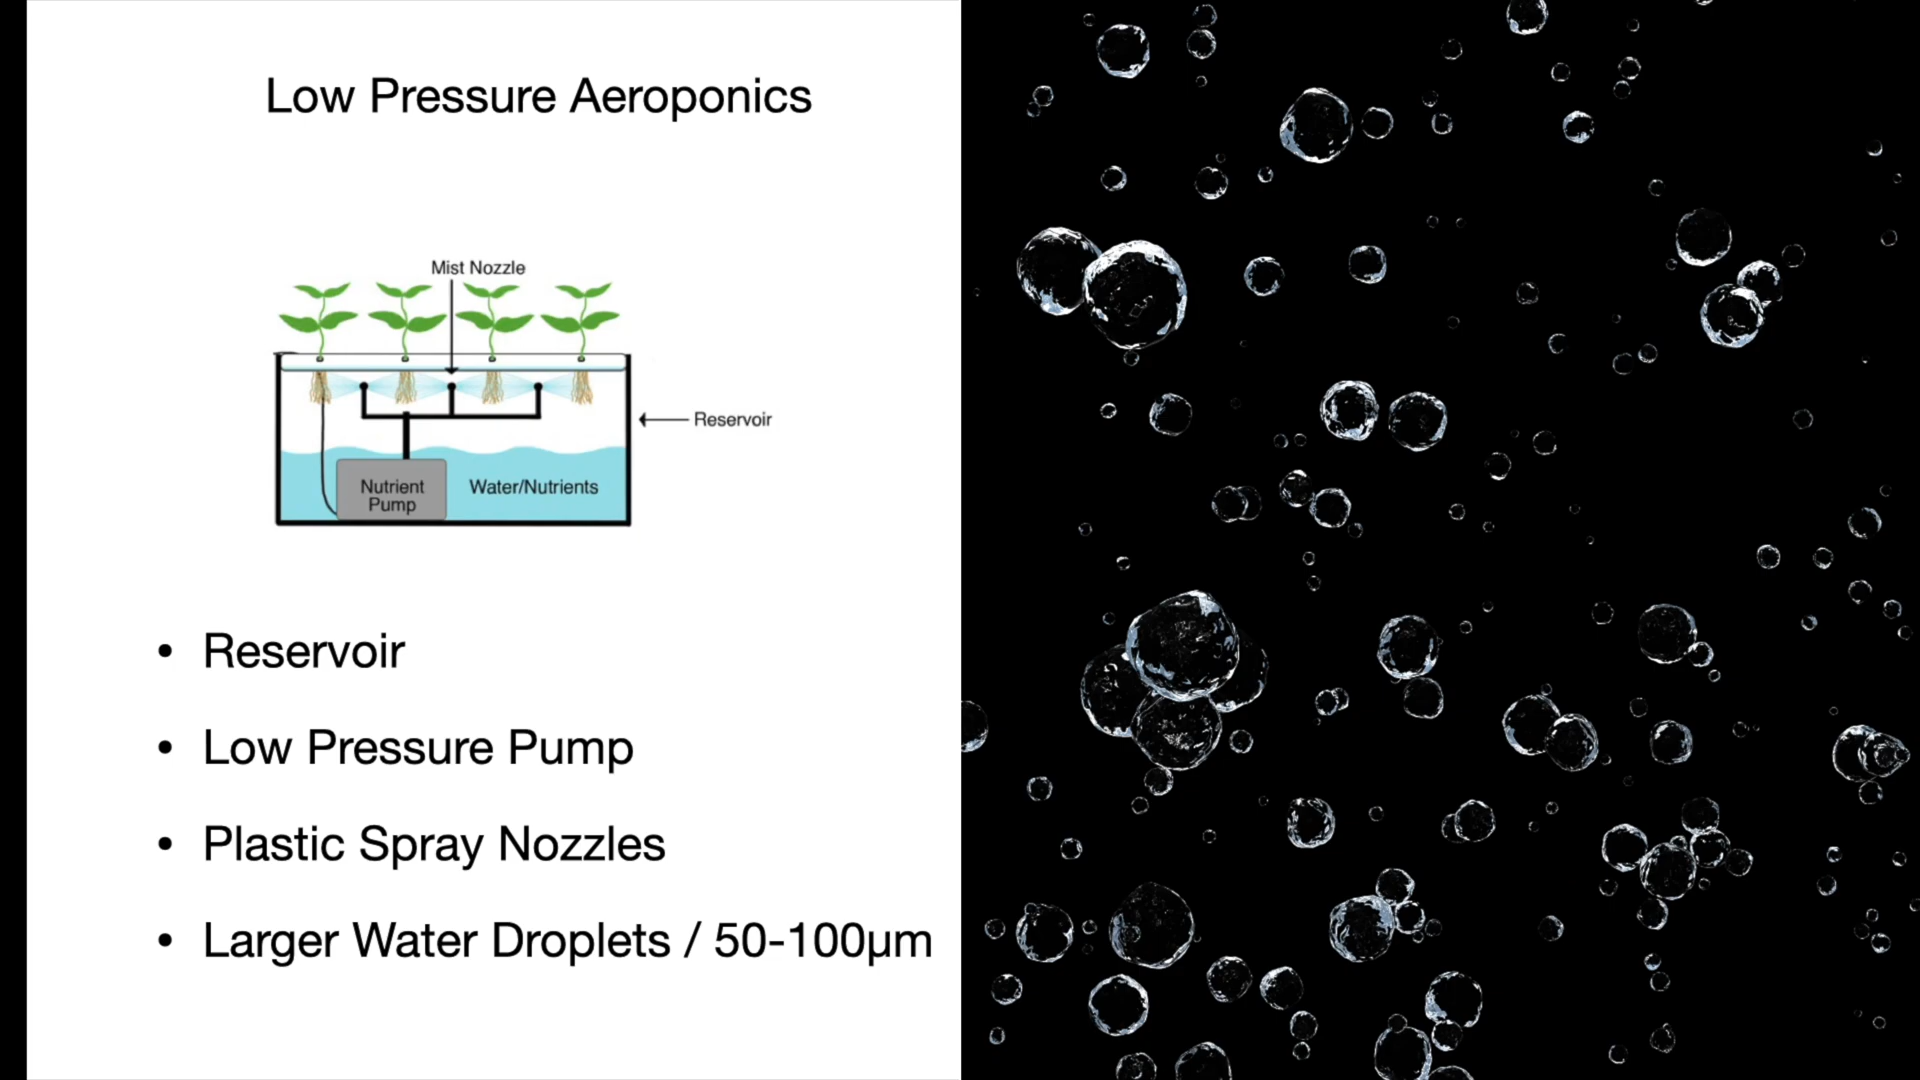 Low Pressure Aeroponics
Mist Nozzle
Reservoir
Nutrient
Pump
Water/Nutrients
• Reservoir
• Low Pressure Pump
• Plastic Spray Nozzles
• Larger Water Droplets / 50-100µm